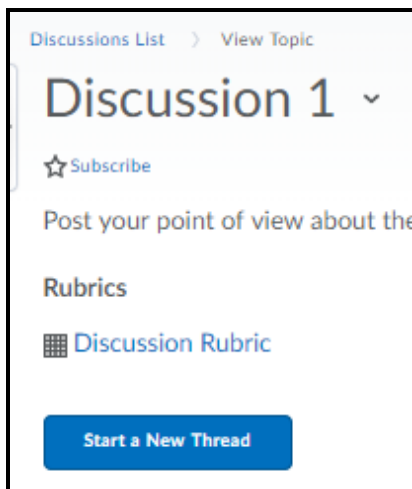 Discussions List > View Topic
Discussion 1
Subscribe
Post your point of view about the
Rubrics
Discussion Rubric
Start a New Thread